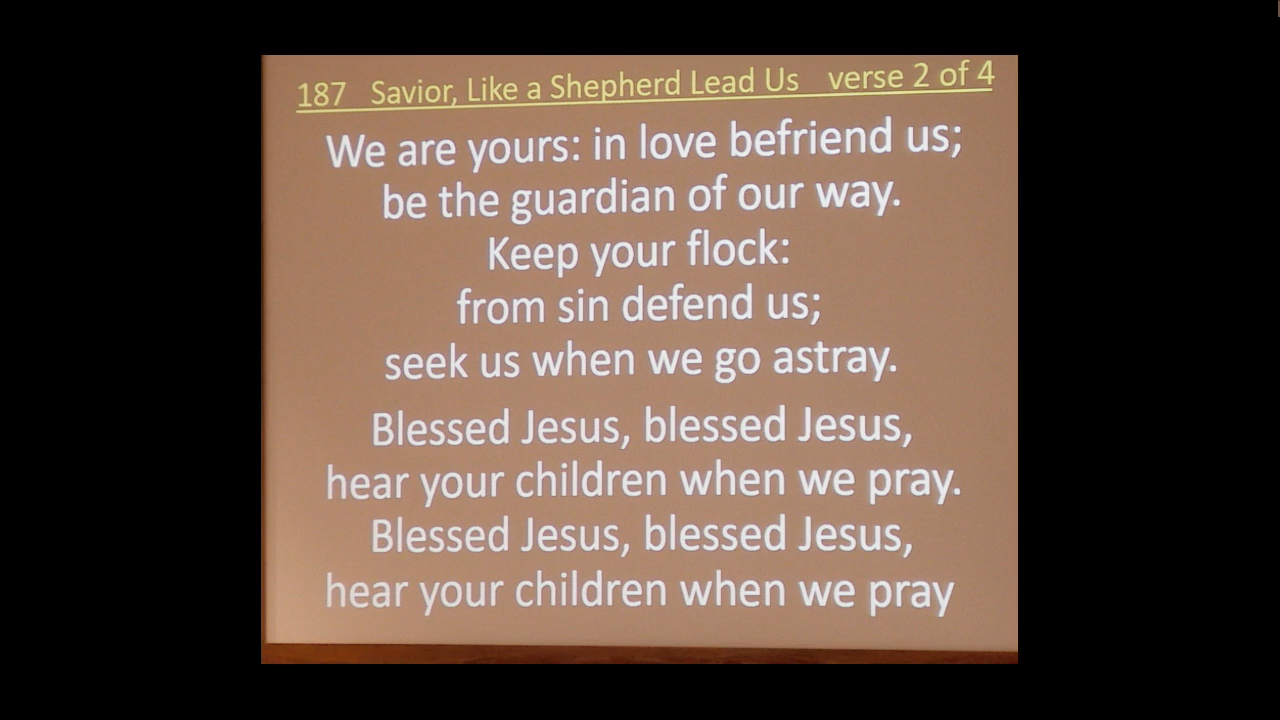 187 Savior, Like a Shepherd Lead Us verse 2 of 4
We are yours: in love befriend us;
be the guardian of our way.
Keep your flock:
from sin defend us;
seek us when we go astray.
Blessed Jesus, blessed Jesus,
hear your children when we pray.
Blessed Jesus, blessed Jesus,
hear your children when we pray